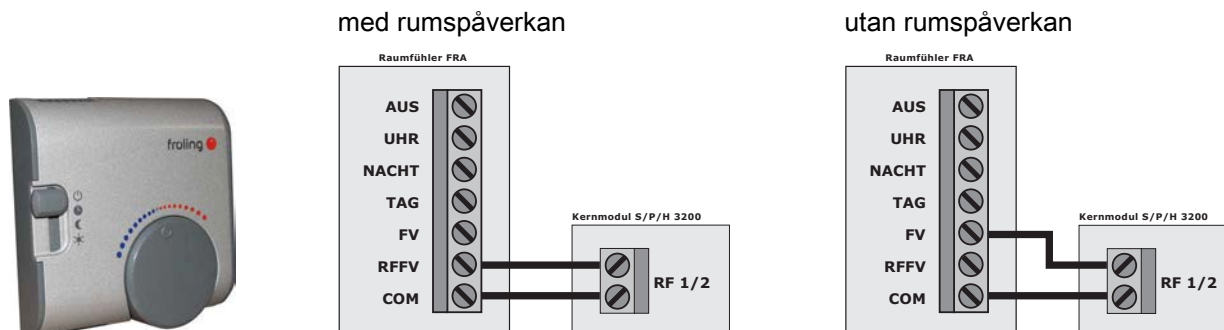 med rumspåverkan
utan rumspåverkan
fröling
Raumfühler FRA
AUS
UHR
NACHT
TAG
FV
RFFV
COM
Kernmodul S/P/H 3200
RF 1/2
Raumfühler FRA
AUS
UHR
NACHT
TAG
FV
RFFV
COM
Kernmodul S/P/H 3200
RF 1/2